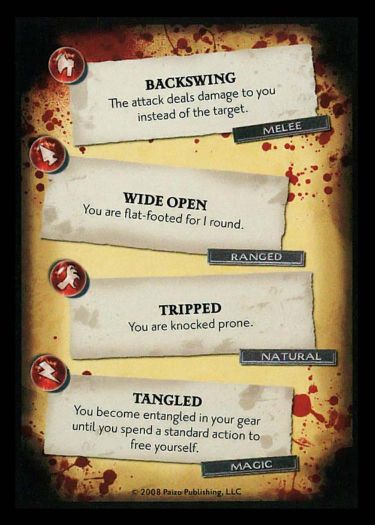 BACKSWING
The attack deals damage to you
instead of the target.
MELEE
WIDE OPEN
You are flat-footed for 1 round.
RANGED
TRIPPED
You are knocked prone.
NATURAL
TANGLED
You become entangled in your gear
until you spend a standard action to
free yourself.
MAGIC
© 2008 Paizo Publishing, LLC